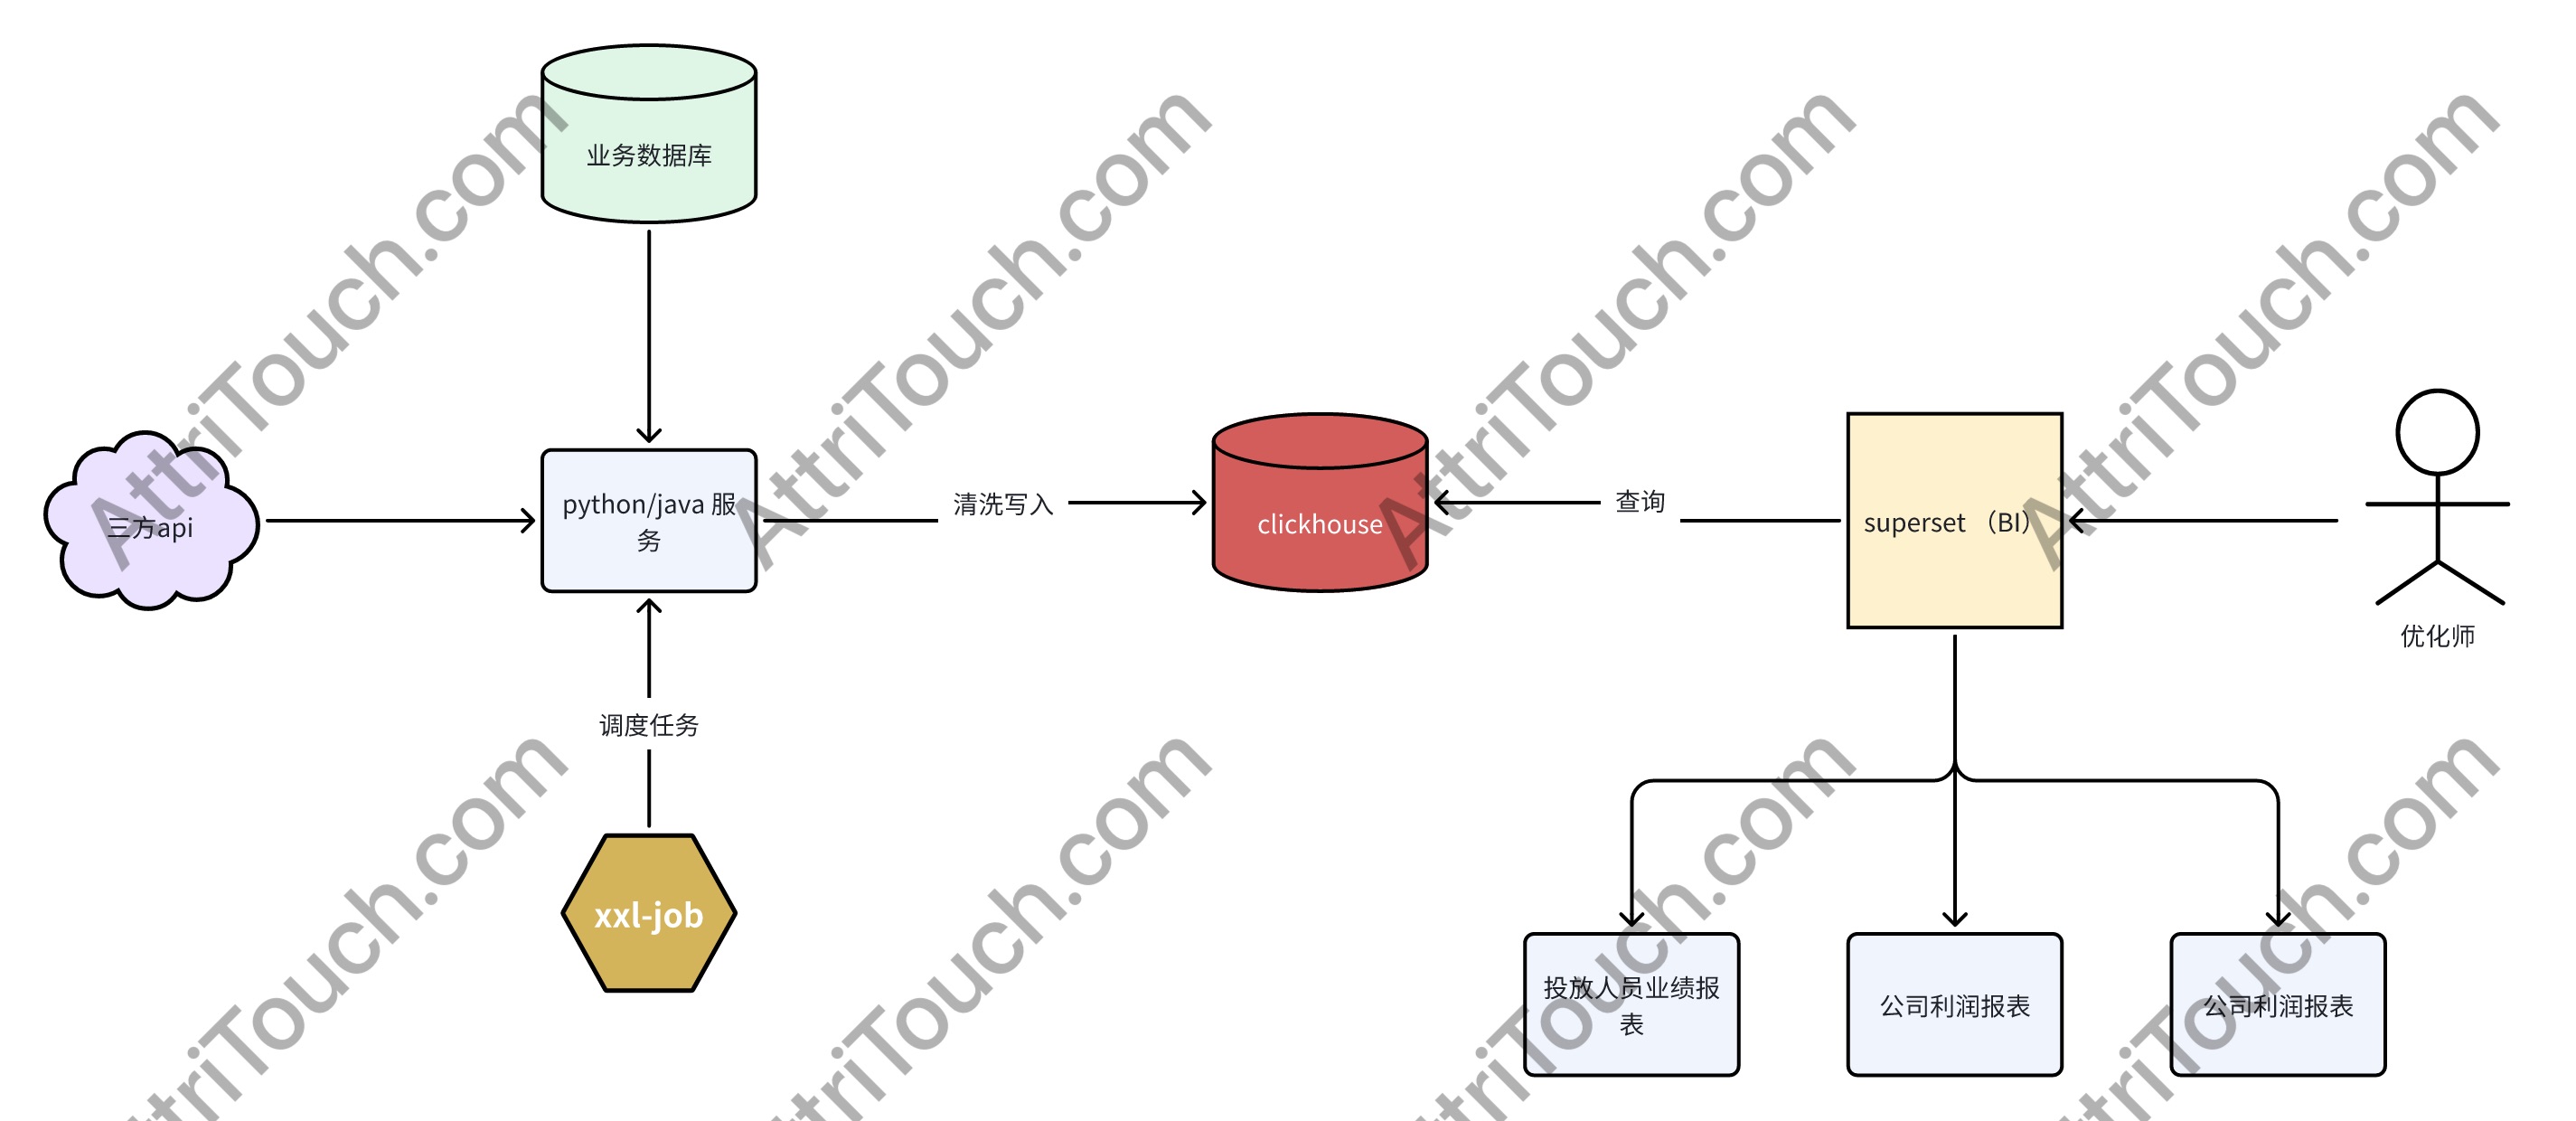 业务数据库
三方api
python/java 服
务
清洗写入
clickhouse
查询
superset （BI）
优化师
调度任务
xxl-job
投放人员业绩报
表
公司利润报表
公司利润报表
AttriTouch.com
AttriTouch.com
AttriTouch.com
AttriTouch.com
AttriTouch.com
AttriTouch.com
AttriTouch.com
AttriTouch.com